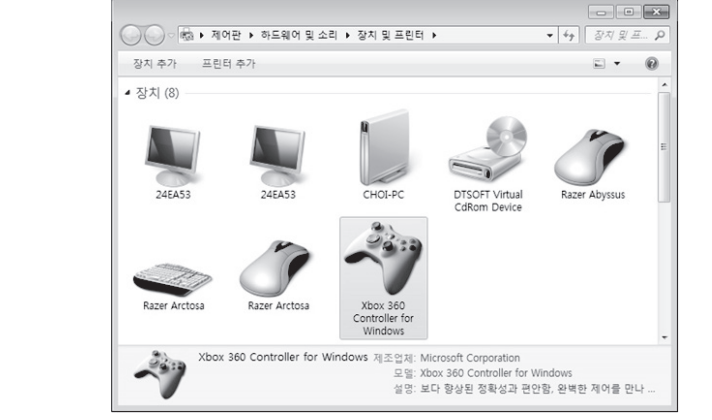 제어판 ▸ 하드웨어 및 소리 ▸ 장치 및 프린터 ▸
장치 및 프...
장치 추가 프린터 추가
장치 (8)
24EA53
24EA53
CHOI-PC
DTSOFT Virtual
CdRom Device
Razer Abyssus
Razer Arctosa
Razer Arctosa
Xbox 360
Controller for
Windows
Xbox 360 Controller for Windows 제조업체: Microsoft Corporation
모델: Xbox 360 Controller for Windows
설명: 보다 향상된 정확성과 편안함, 완벽한 제어를 만나 ...